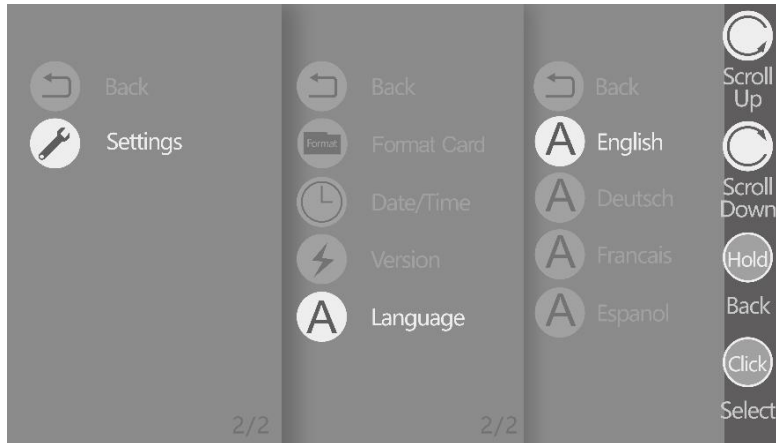 Back
Settings
2/2
Back
Format
Format Card
Date/Time
Version
A
Language
2/2
Back
A
English
A
Deutsch
A
Francais
A
Espanol
Scroll
Up
Scroll
Down
Hold
Back
Click
Select